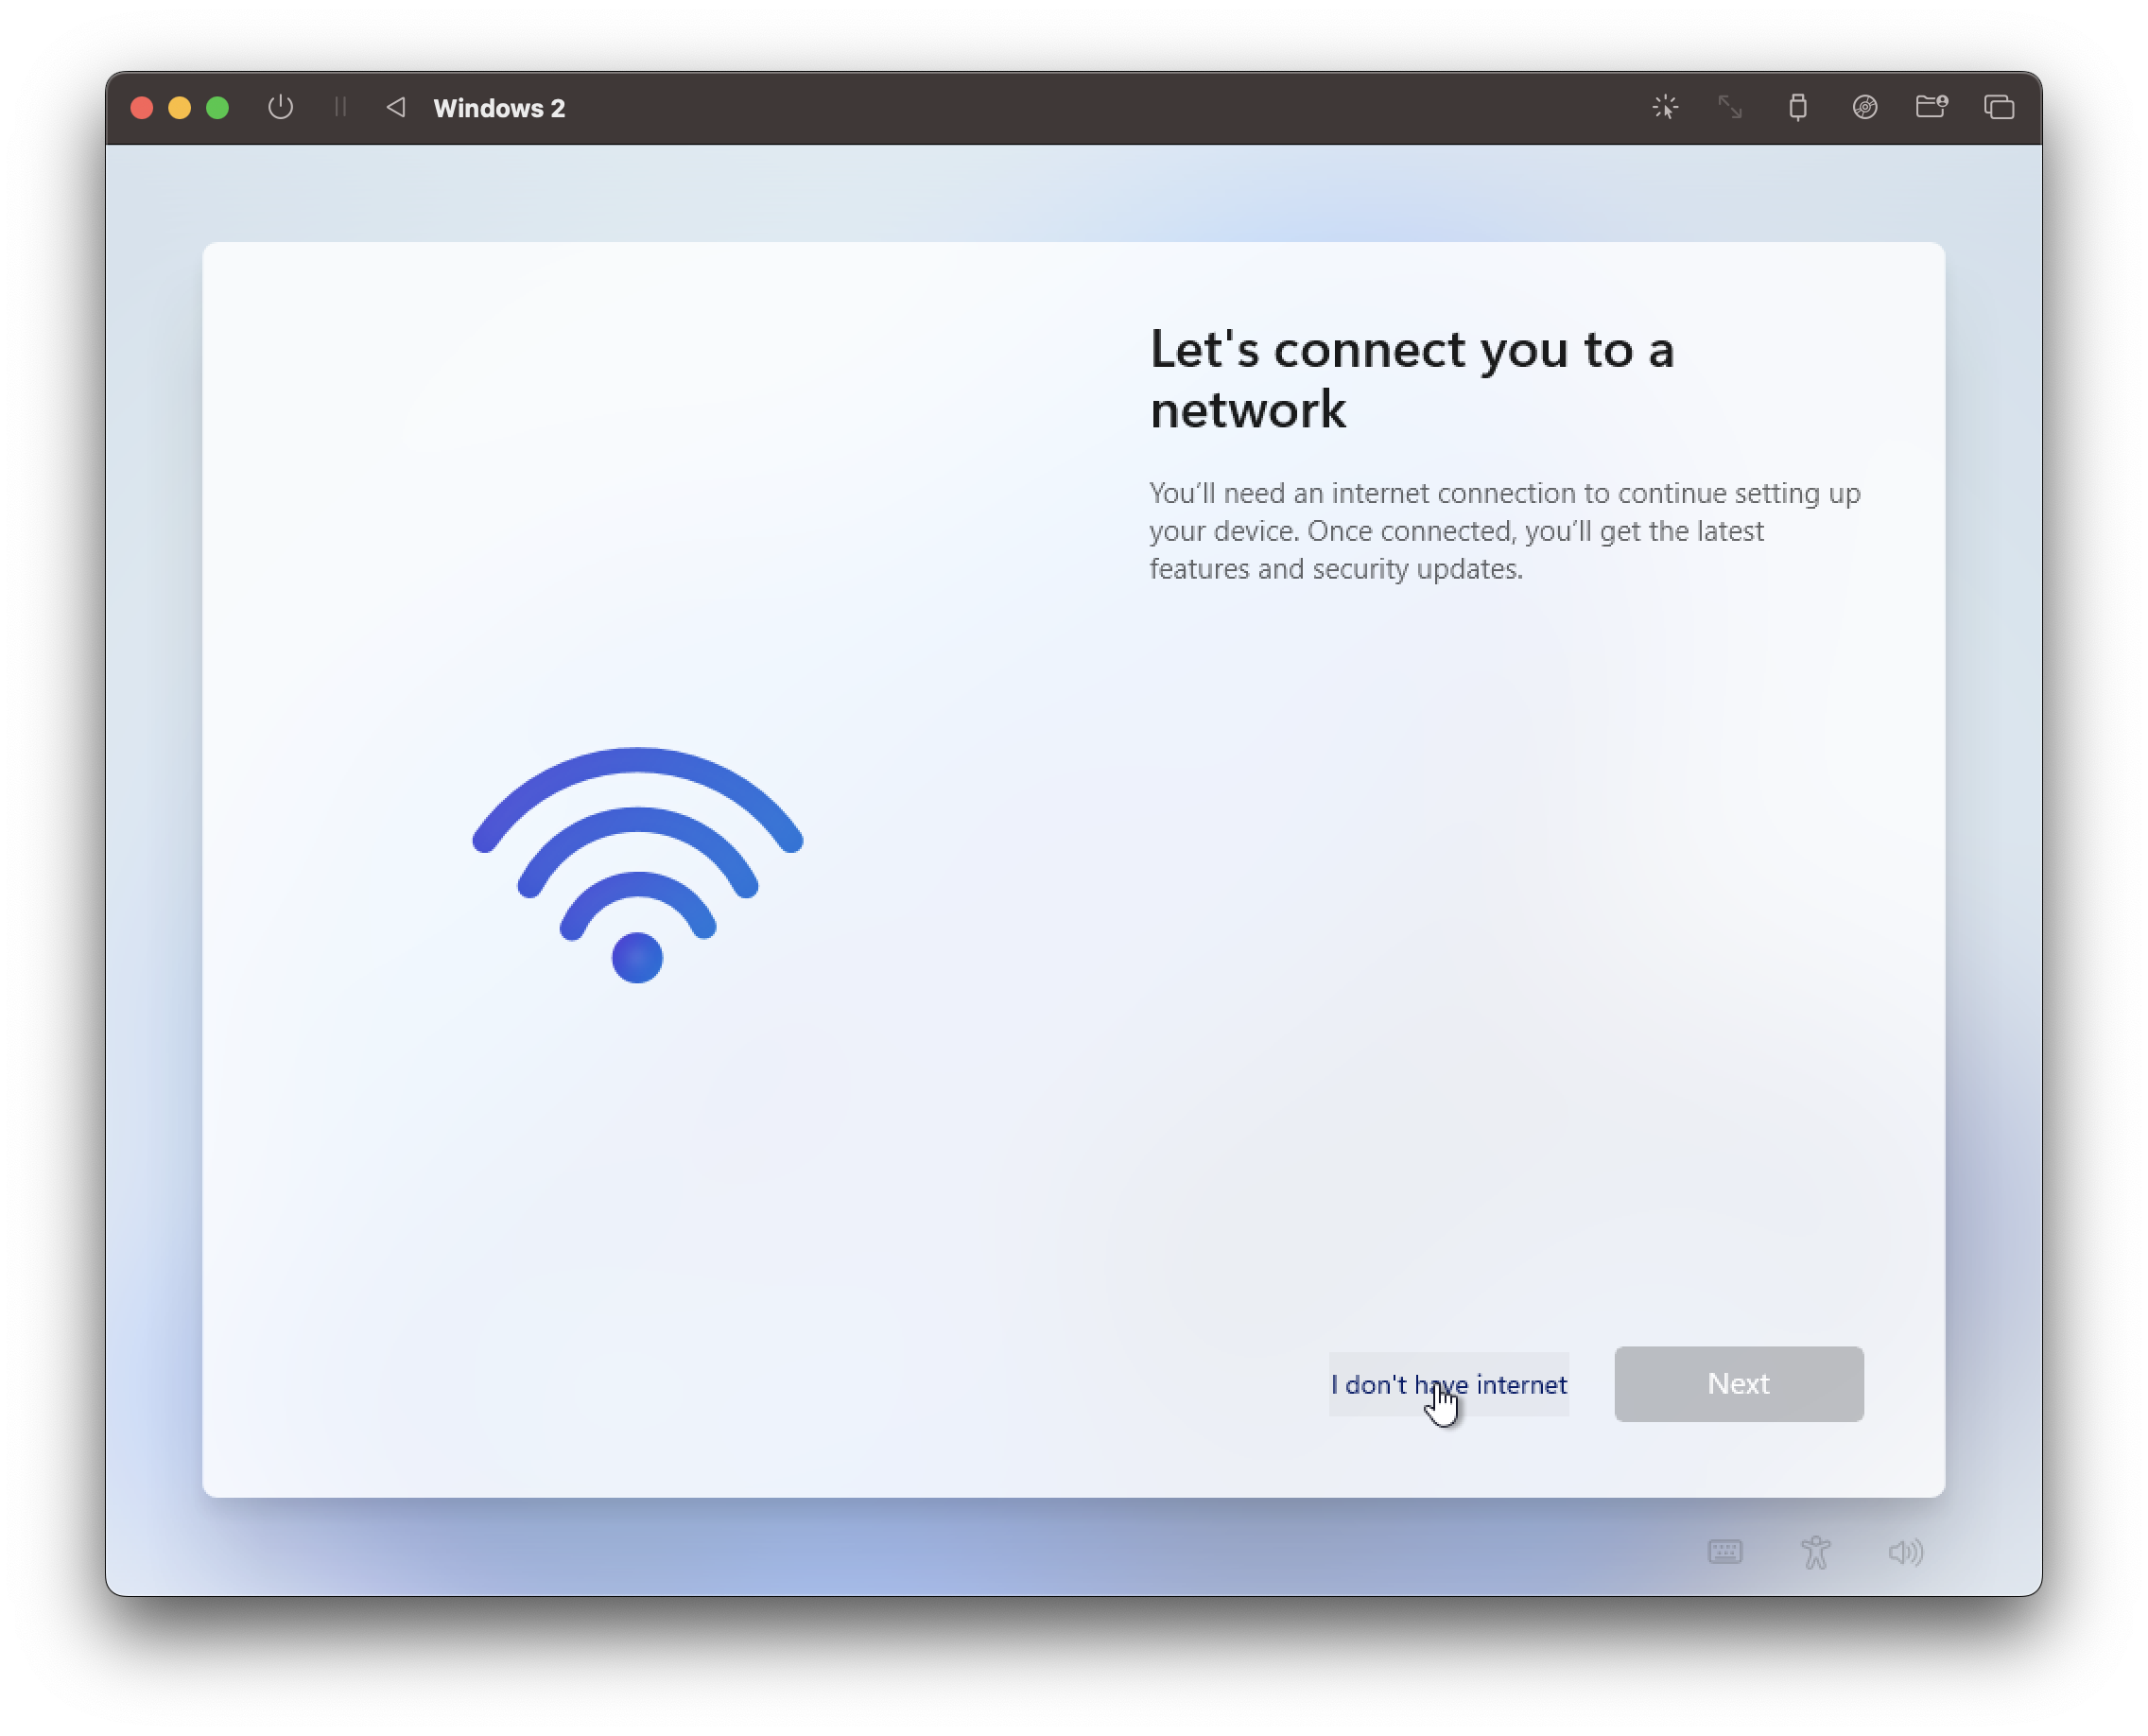 Windows 2
Let's connect you to a
network
You’ll need an internet connection to continue setting up
your device. Once connected, you’ll get the latest
features and security updates.
I don't have internet
Next